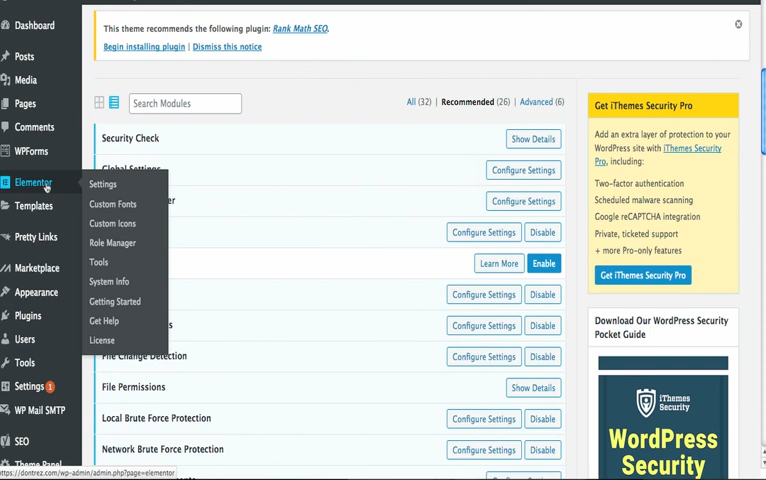 Dashboard
Posts
Media
Pages
Comments
WPForms
Elementor
Templates
Pretty Links
Marketplace
Appearance
Plugins
Users
Tools
Settings 1
WP Mail SMTP
SEO
Theme Panel
Settings
Custom Fonts
Custom Icons
Role Manager
Tools
System Info
Getting Started
Get Help
License
This theme recommends the following plugin: Rank Math SEO.
Begin installing plugin | Dismiss this notice
Search Modules
All (32) | Recommended (26) | Advanced (6)
Security Check
Show Details
Global Settings
Configure Settings
Configure Settings
Configure Settings Disable
Learn More Enable
Configure Settings Disable
Configure Settings Disable
File Change Detection
Configure Settings Disable
File Permissions
Show Details
Local Brute Force Protection
Configure Settings Disable
Network Brute Force Protection
Configure Settings Disable
Get iThemes Security Pro
Add an extra layer of protection to your
WordPress site with iThemes Security
Pro, including:
Two-factor authentication
Scheduled malware scanning
Google reCAPTCHA integration
Private, ticketed support
+ more Pro-only features
Get iThemes Security Pro
Download Our WordPress Security
Pocket Guide
iThemes
Security
WordPress
Security
https://dontrez.com/wp-admin/admin.php?page=elementor